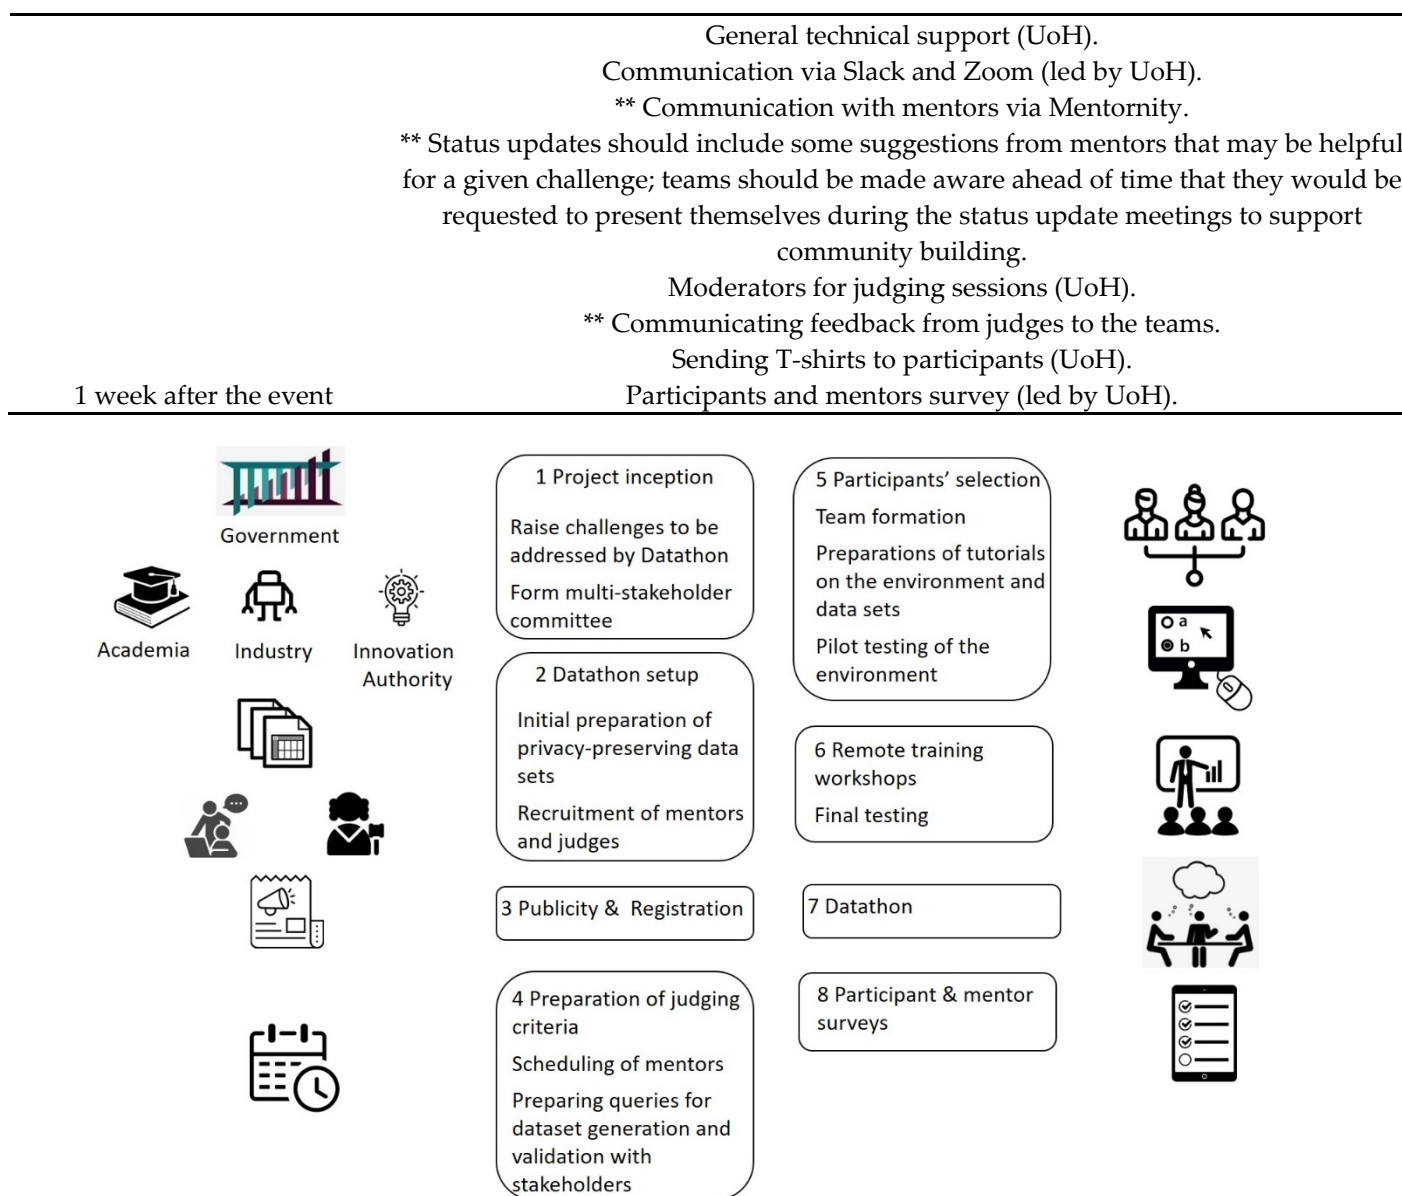 General technical support (UoH).
Communication via Slack and Zoom (led by UoH).
** Communication with mentors via Mentornity.
** Status updates should include some suggestions from mentors that may be helpful
for a given challenge; teams should be made aware ahead of time that they would be
requested to present themselves during the status update meetings to support
community building.
Moderators for judging sessions (UoH).
** Communicating feedback from judges to the teams.
Sending T-shirts to participants (UoH).
1 week after the event Participants and mentors survey (led by UoH).
Government
Academia
Industry
Innovation
Authority
1 Project inception
Raise challenges to be
addressed by Datathon
Form multi-stakeholder
committee
2 Datathon setup
Initial preparation of
privacy-preserving data
sets
Recruitment of mentors
and judges
3 Publicity & Registration
4 Preparation of judging
criteria
Scheduling of mentors
Preparing queries for
dataset generation and
validation with
stakeholders
5 Participants’ selection
Team formation
Preparations of tutorials
on the environment and
data sets
Pilot testing of the
environment
6 Remote training
workshops
Final testing
7 Datathon
8 Participant & mentor
surveys
a
b